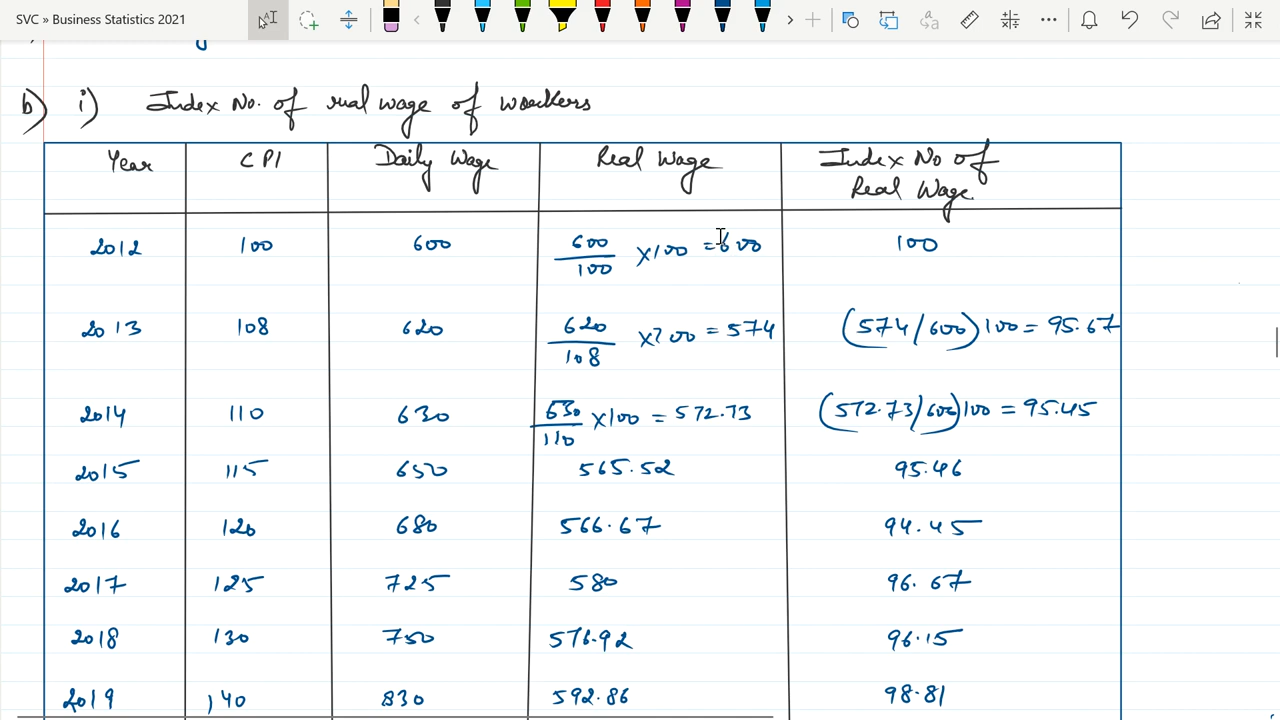 SVC » Business Statistics 2021
b) i) Index No. of real wage of workers
Year CPI Daily Wage Real Wage Index No of Real Wage
2012 100 600 600/100 ×100 = 600 100
2013 108 620 620/108 ×100 = 574 (574/600)100 = 95.67
2014 110 630 630/110 ×100 = 572.73 (572.73/600)100 = 95.45
2015 115 650 565.52 95.46
2016 120 680 566.67 94.45
2017 125 725 580 96.67
2018 130 750 576.92 96.15
2019 140 830 592.86 98.81